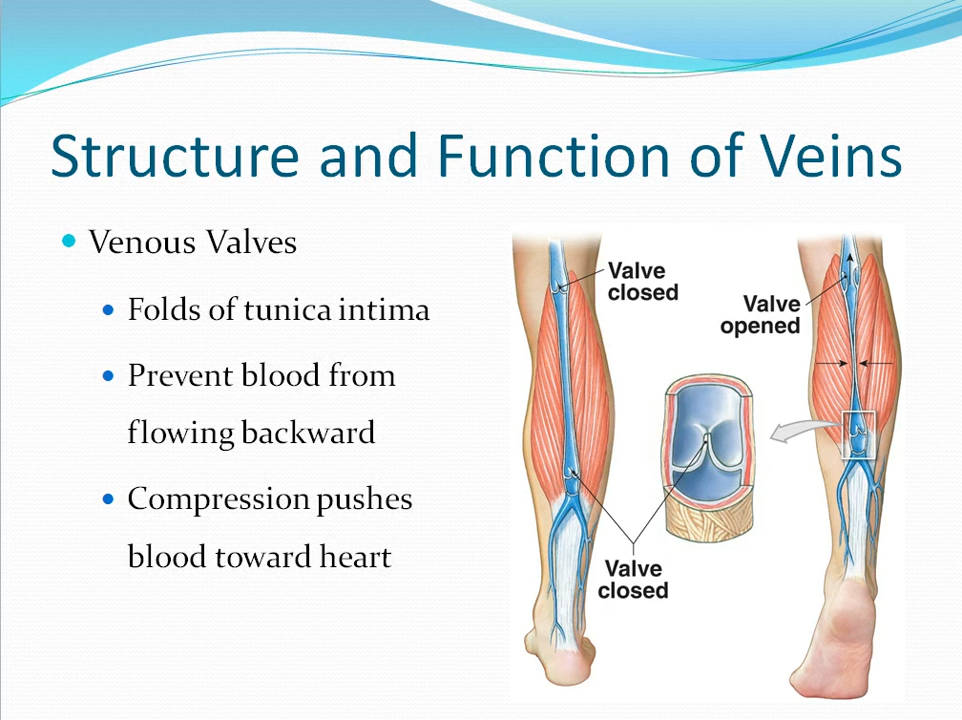 Structure and Function of Veins
Venous Valves
Folds of tunica intima
Prevent blood from
flowing backward
Compression pushes
blood toward heart
Valve
closed
Valve
opened
Valve
closed